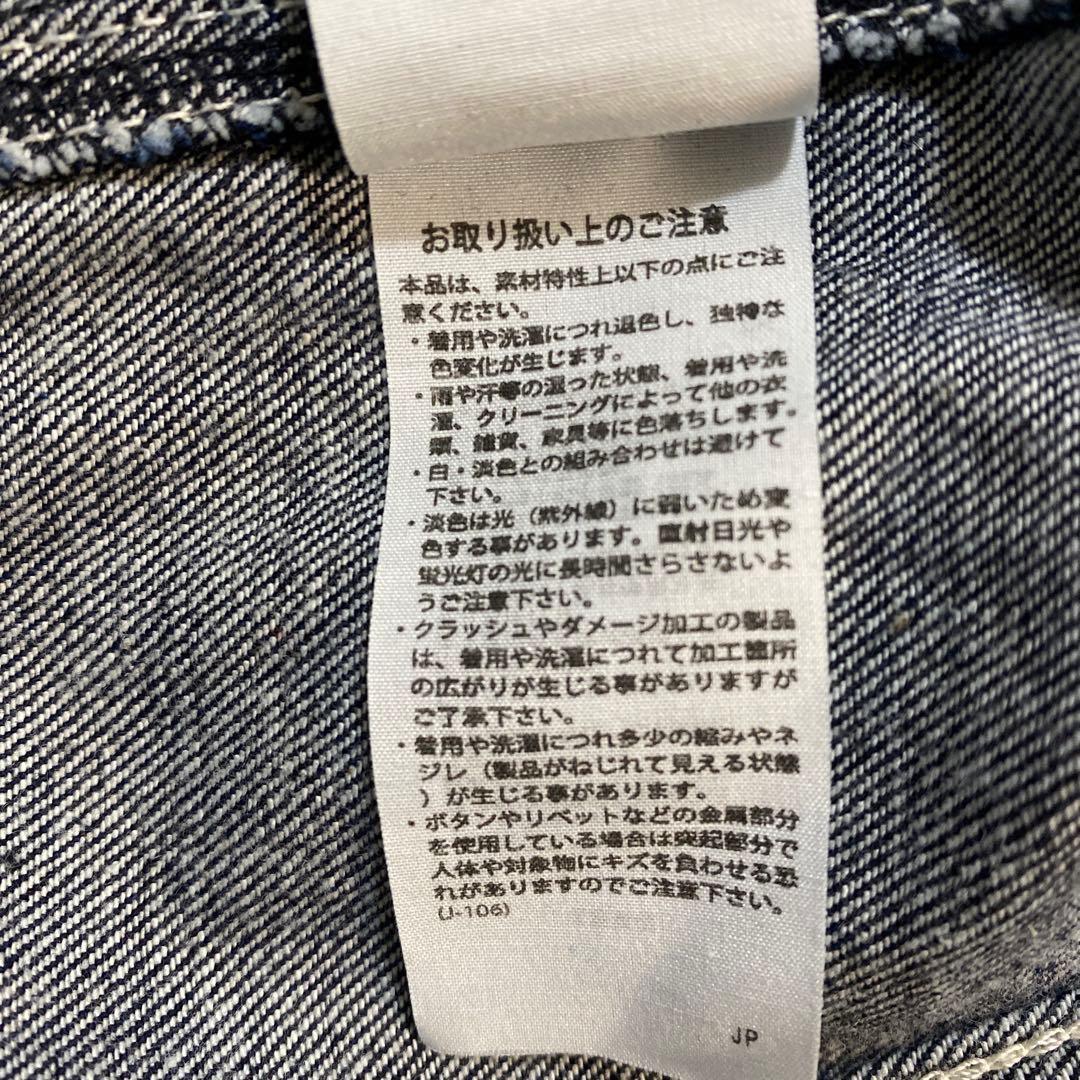 お取り扱い上のご注意
本品は、素材特性上以下の点にご注
意ください。
・着用や洗濯につれ退色し、独特な
色変化が生じます。
・雨や汗等の湿った状態、着用や洗
濯、クリーニングによって他の衣
類、雑貨、家具等に色落ちします。
・白・淡色との組み合わせは避けて
下さい。
・淡色は光（紫外線）に弱いため変
色する事があります。直射日光や
蛍光灯の光に長時間さらさないよ
うご注意下さい。
・クラッシュやダメージ加工の製品
は、着用や洗濯につれて加工箇所
の広がりが生じる事がありますが
ご了承下さい。
・着用や洗濯につれ多少の縮みやネ
ジレ（製品がねじれて見える状態
）が生じる事があります。
・ボタンやリベットなどの金属部分
を使用している場合は突起部分で
人体や対象物にキズを負わせる恐
れがありますのでご注意下さい。
(J-106)
JP